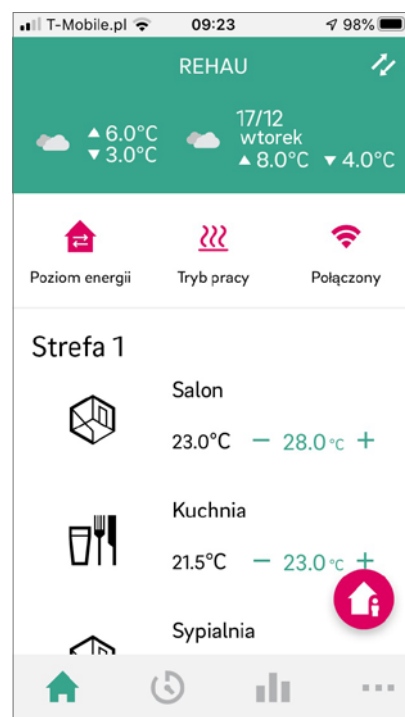 T-Mobile.pl 09:23 98%
REHAU
▲ 6.0°C
▼ 3.0°C
17/12
wtorek
▲ 8.0°C ▼ 4.0°C
Poziom energii Tryb pracy Połączony
Strefa 1
Salon
23.0°C − 28.0 °C +
Kuchnia
21.5°C − 23.0 °C +
Sypialnia